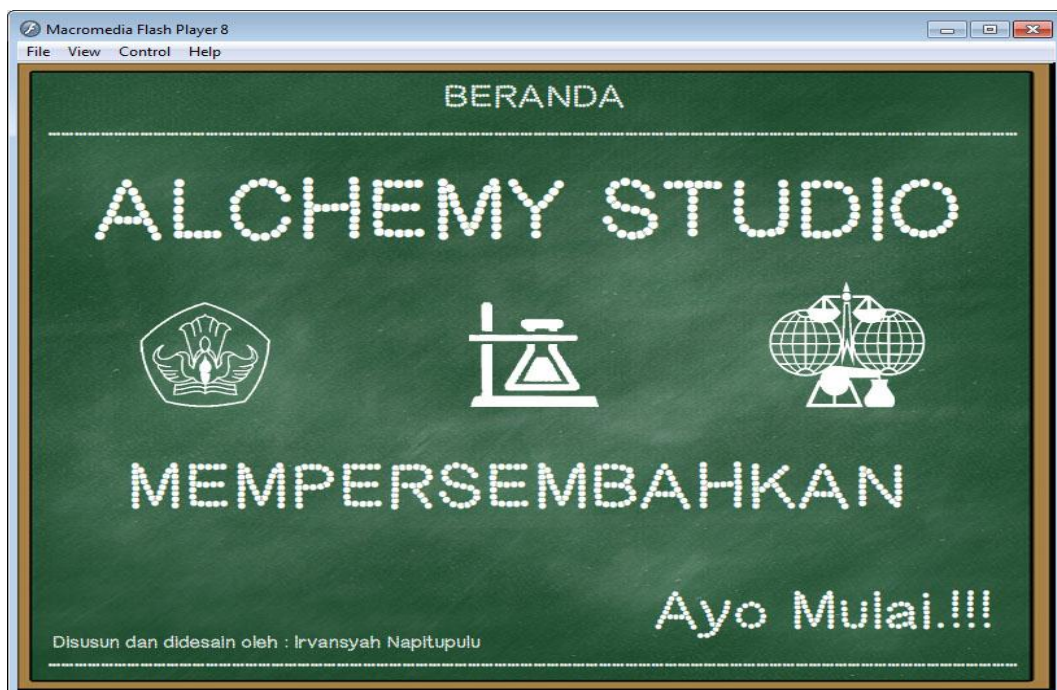 Macromedia Flash Player 8
File View Control Help
BERANDA
ALCHEMY STUDIO
MEMPERSEMBAHKAN
Ayo Mulai.!!!
Disusun dan didesain oleh : Irvansyah Napitupulu